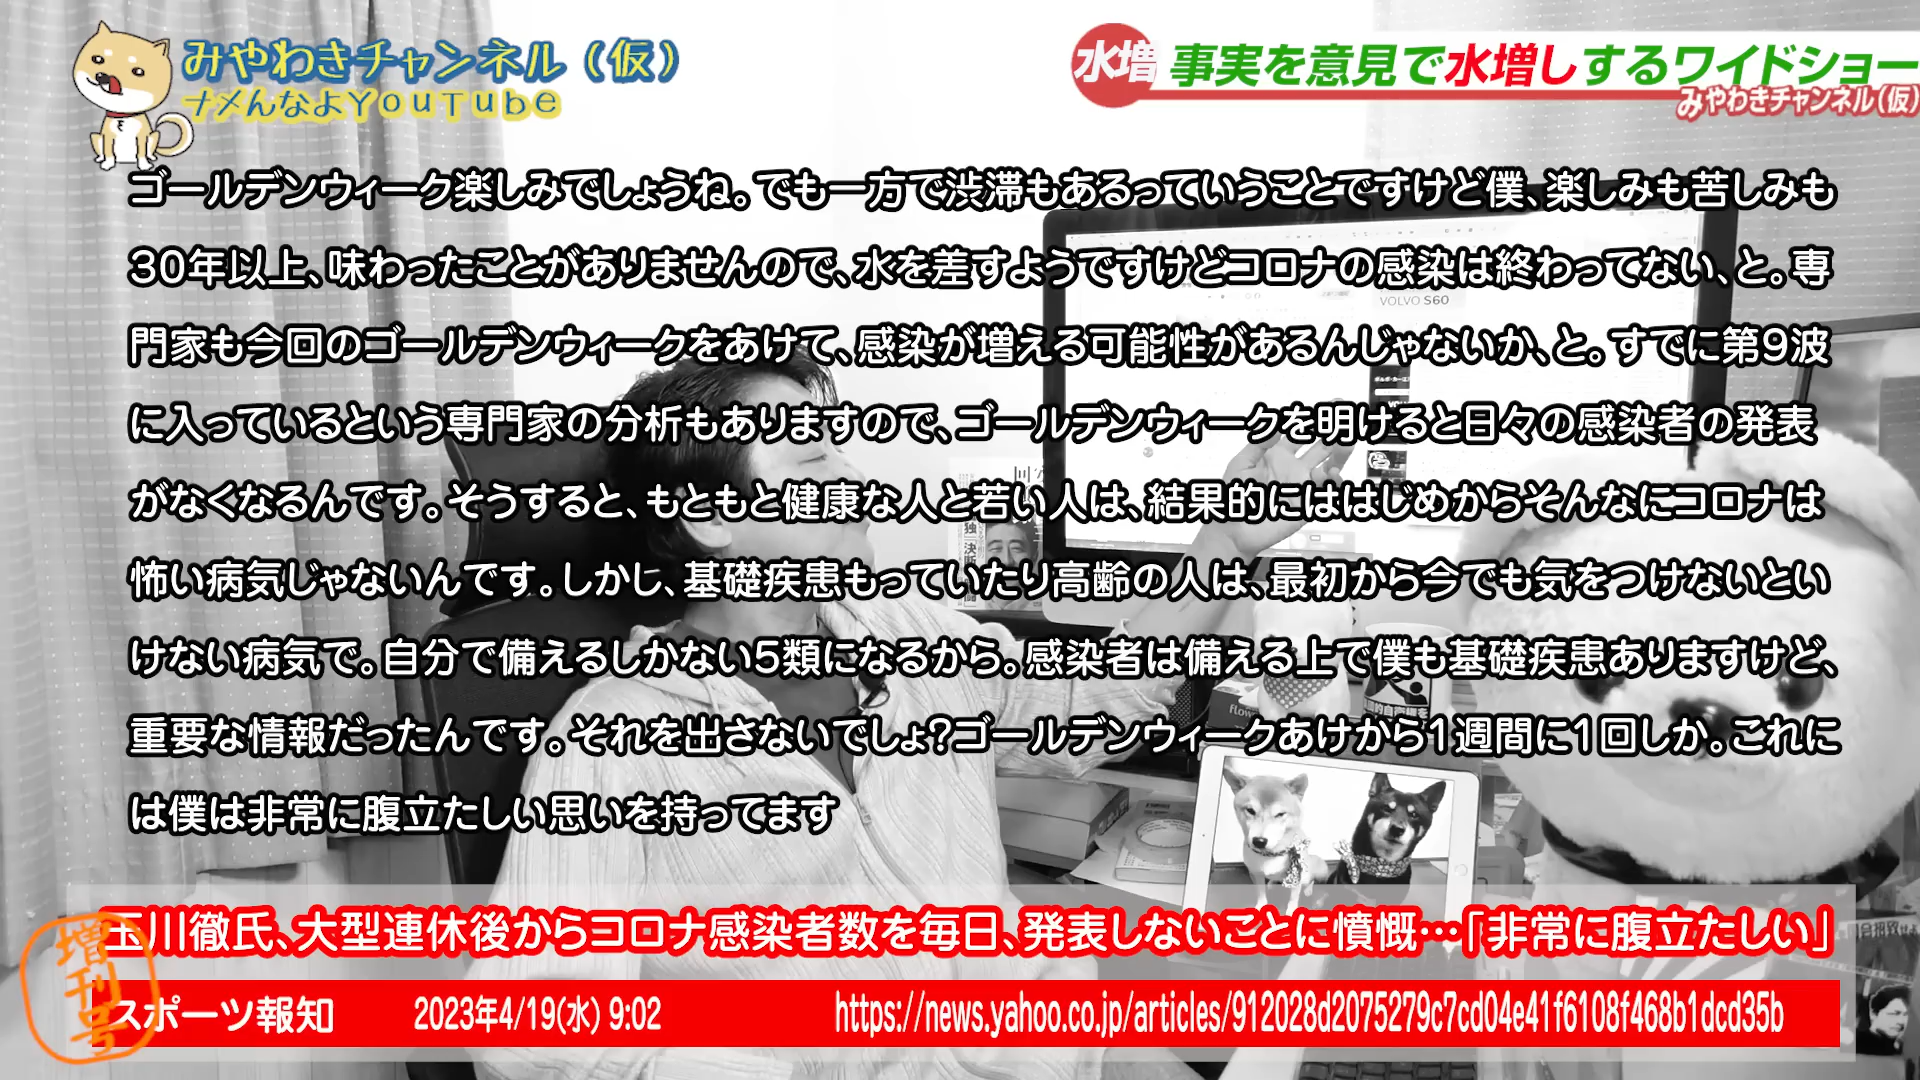 みやわきチャンネル（仮）
ナメんなよYouTube
水増 事実を意見で水増しするワイドショー
みやわきチャンネル（仮）
ゴールデンウィーク楽しみでしょうね。でも一方で渋滞もあるっていうことですけど僕、楽しみも苦しみも
30年以上、味わったことがありませんので、水を差すようですけどコロナの感染は終わってない、と。専
門家も今回のゴールデンウィークをあけて、感染が増える可能性があるんじゃないか、と。すでに第9波
に入っているという専門家の分析もありますので、ゴールデンウィークを明けると日々の感染者の発表
がなくなるんです。そうすると、もともと健康な人と若い人は、結果的にははじめからそんなにコロナは
怖い病気じゃないんです。しかし、基礎疾患もっていたり高齢の人は、最初から今でも気をつけないとい
けない病気で。自分で備えるしかない5類になるから。感染者は備える上で僕も基礎疾患ありますけど、
重要な情報だったんです。それを出さないでしょ?ゴールデンウィークあけから1週間に1回しか。これに
は僕は非常に腹立たしい思いを持ってます
VOLVO S60
玉川徹氏、大型連休後からコロナ感染者数を毎日、発表しないことに憤慨…「非常に腹立たしい」
増刊号
スポーツ報知 2023年4/19(水) 9:02 https://news.yahoo.co.jp/articles/912028d2075279c7cd04e41f6108f468b1dcd35b